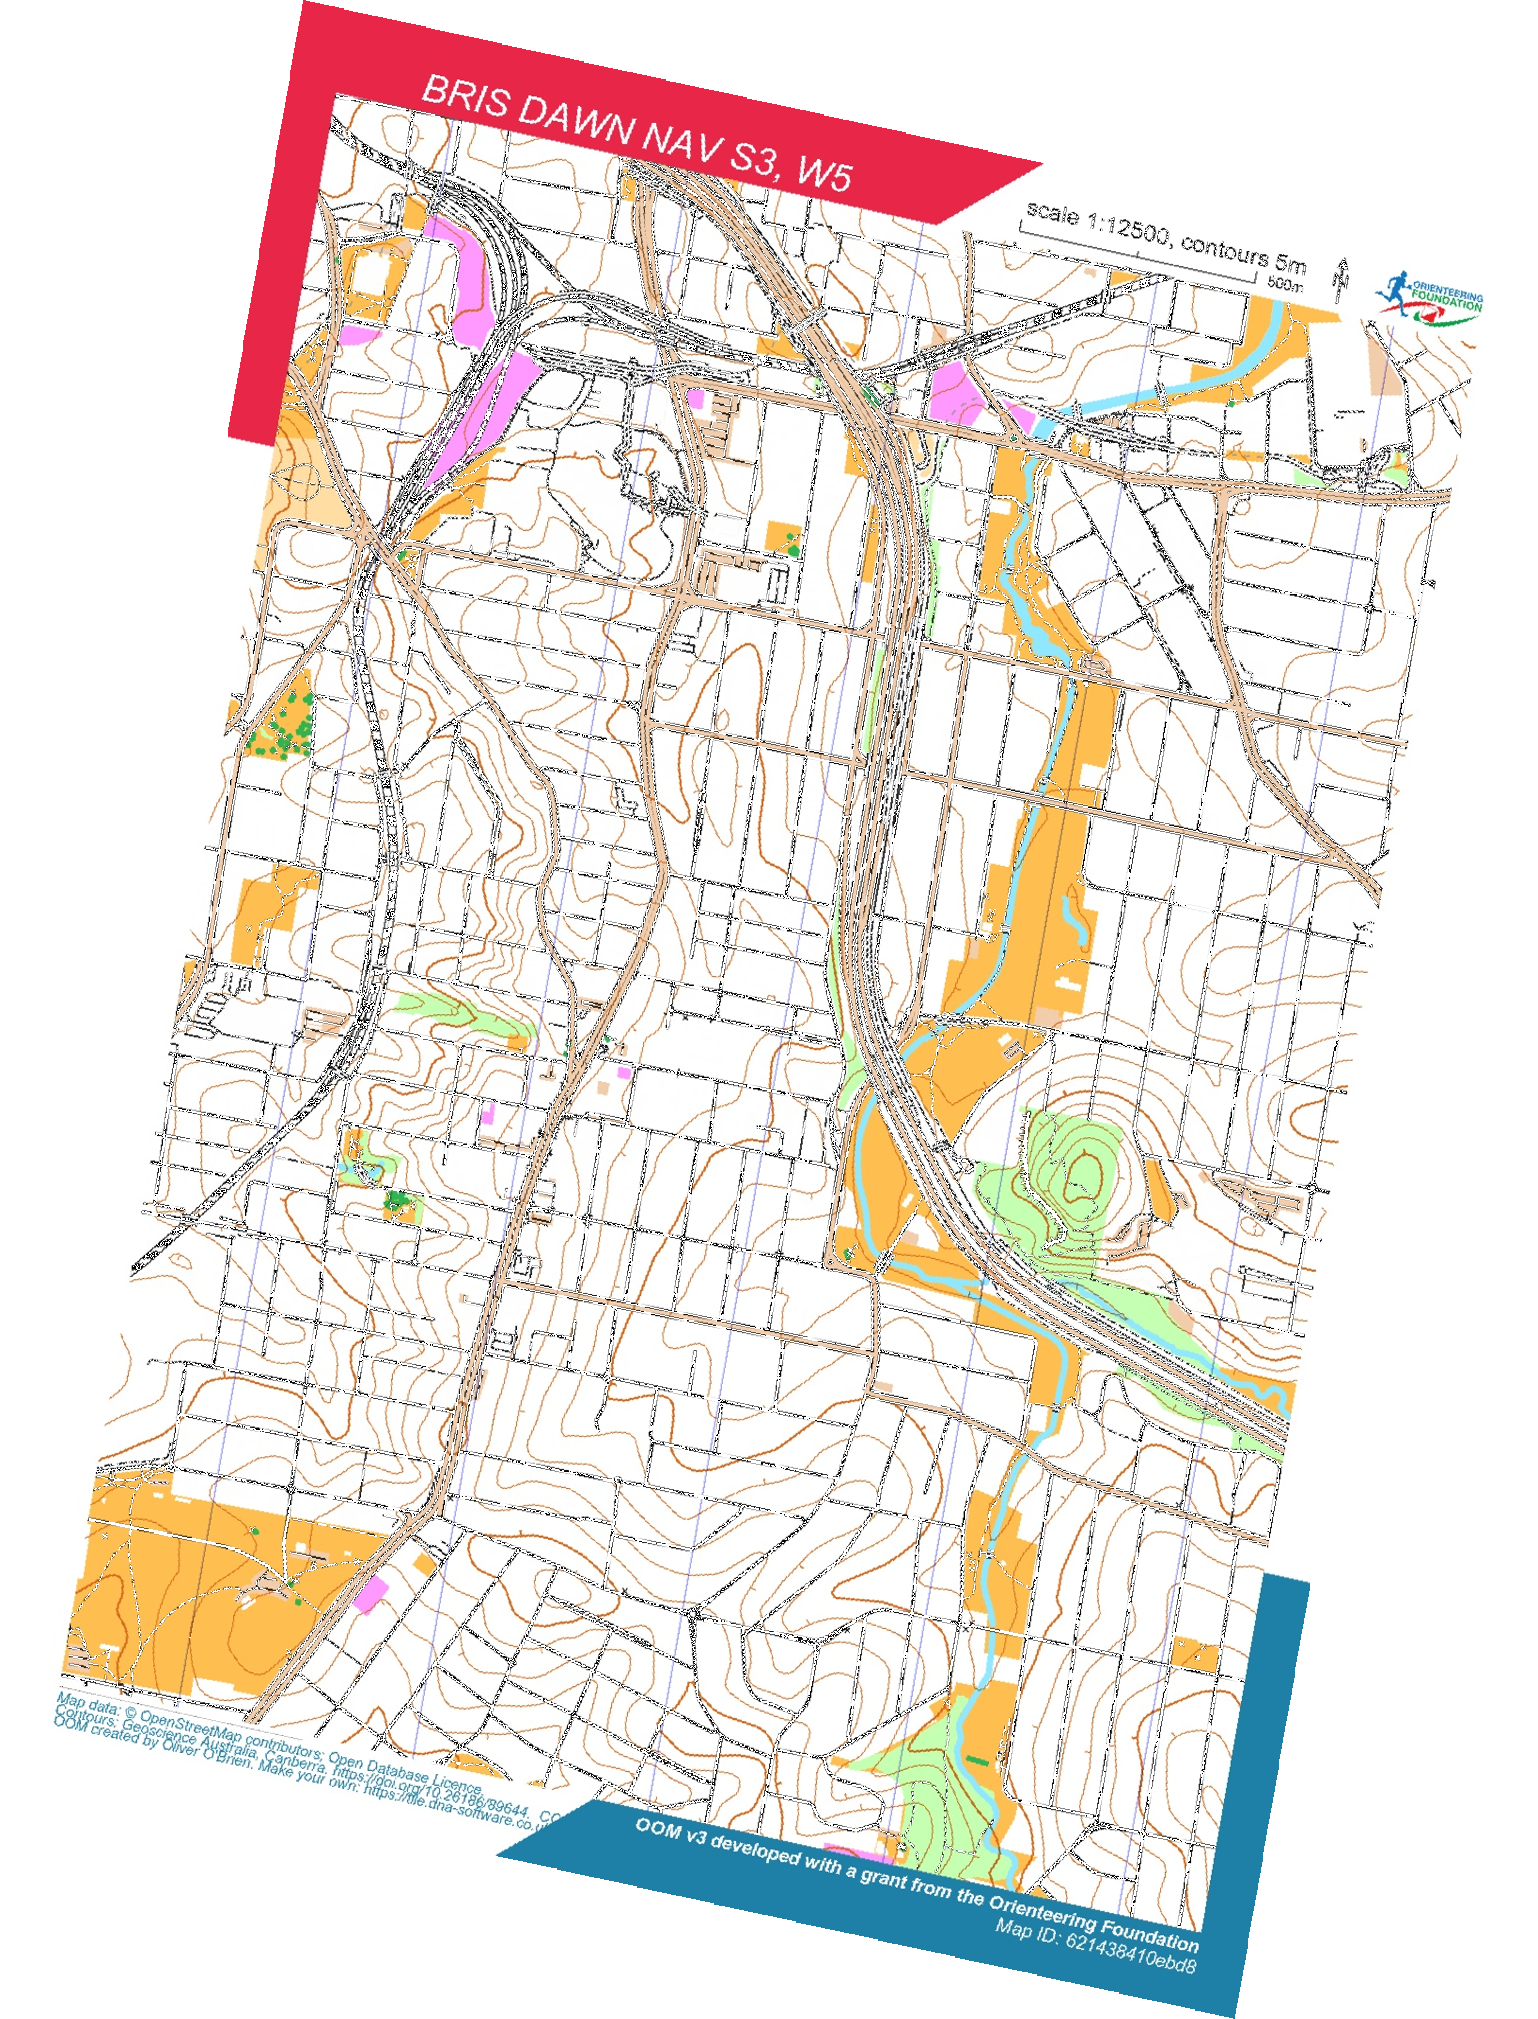 BRIS DAWN NAV S3, W5
scale 1:12500, contours 5m
500m
ORIENTEERING
FOUNDATION
Map data: © OpenStreetMap contributors: Open Database Licence.
Contours: Geoscience Australia, Canberra. https://doi.org/10.26186/89644. CC
OOM created by Oliver O'Brien. Make your own: https://tile.dna-software.co.u
OOM v3 developed with a grant from the Orienteering Foundation
Map ID: 621438410ebd8